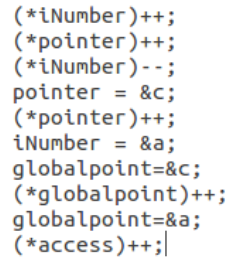 (*iNumber)++;
(*pointer)++;
(*iNumber)--;
pointer = &c;
(*pointer)++;
iNumber = &a;
globalpoint=&c;
(*globalpoint)++;
globalpoint=&a;
(*access)++;